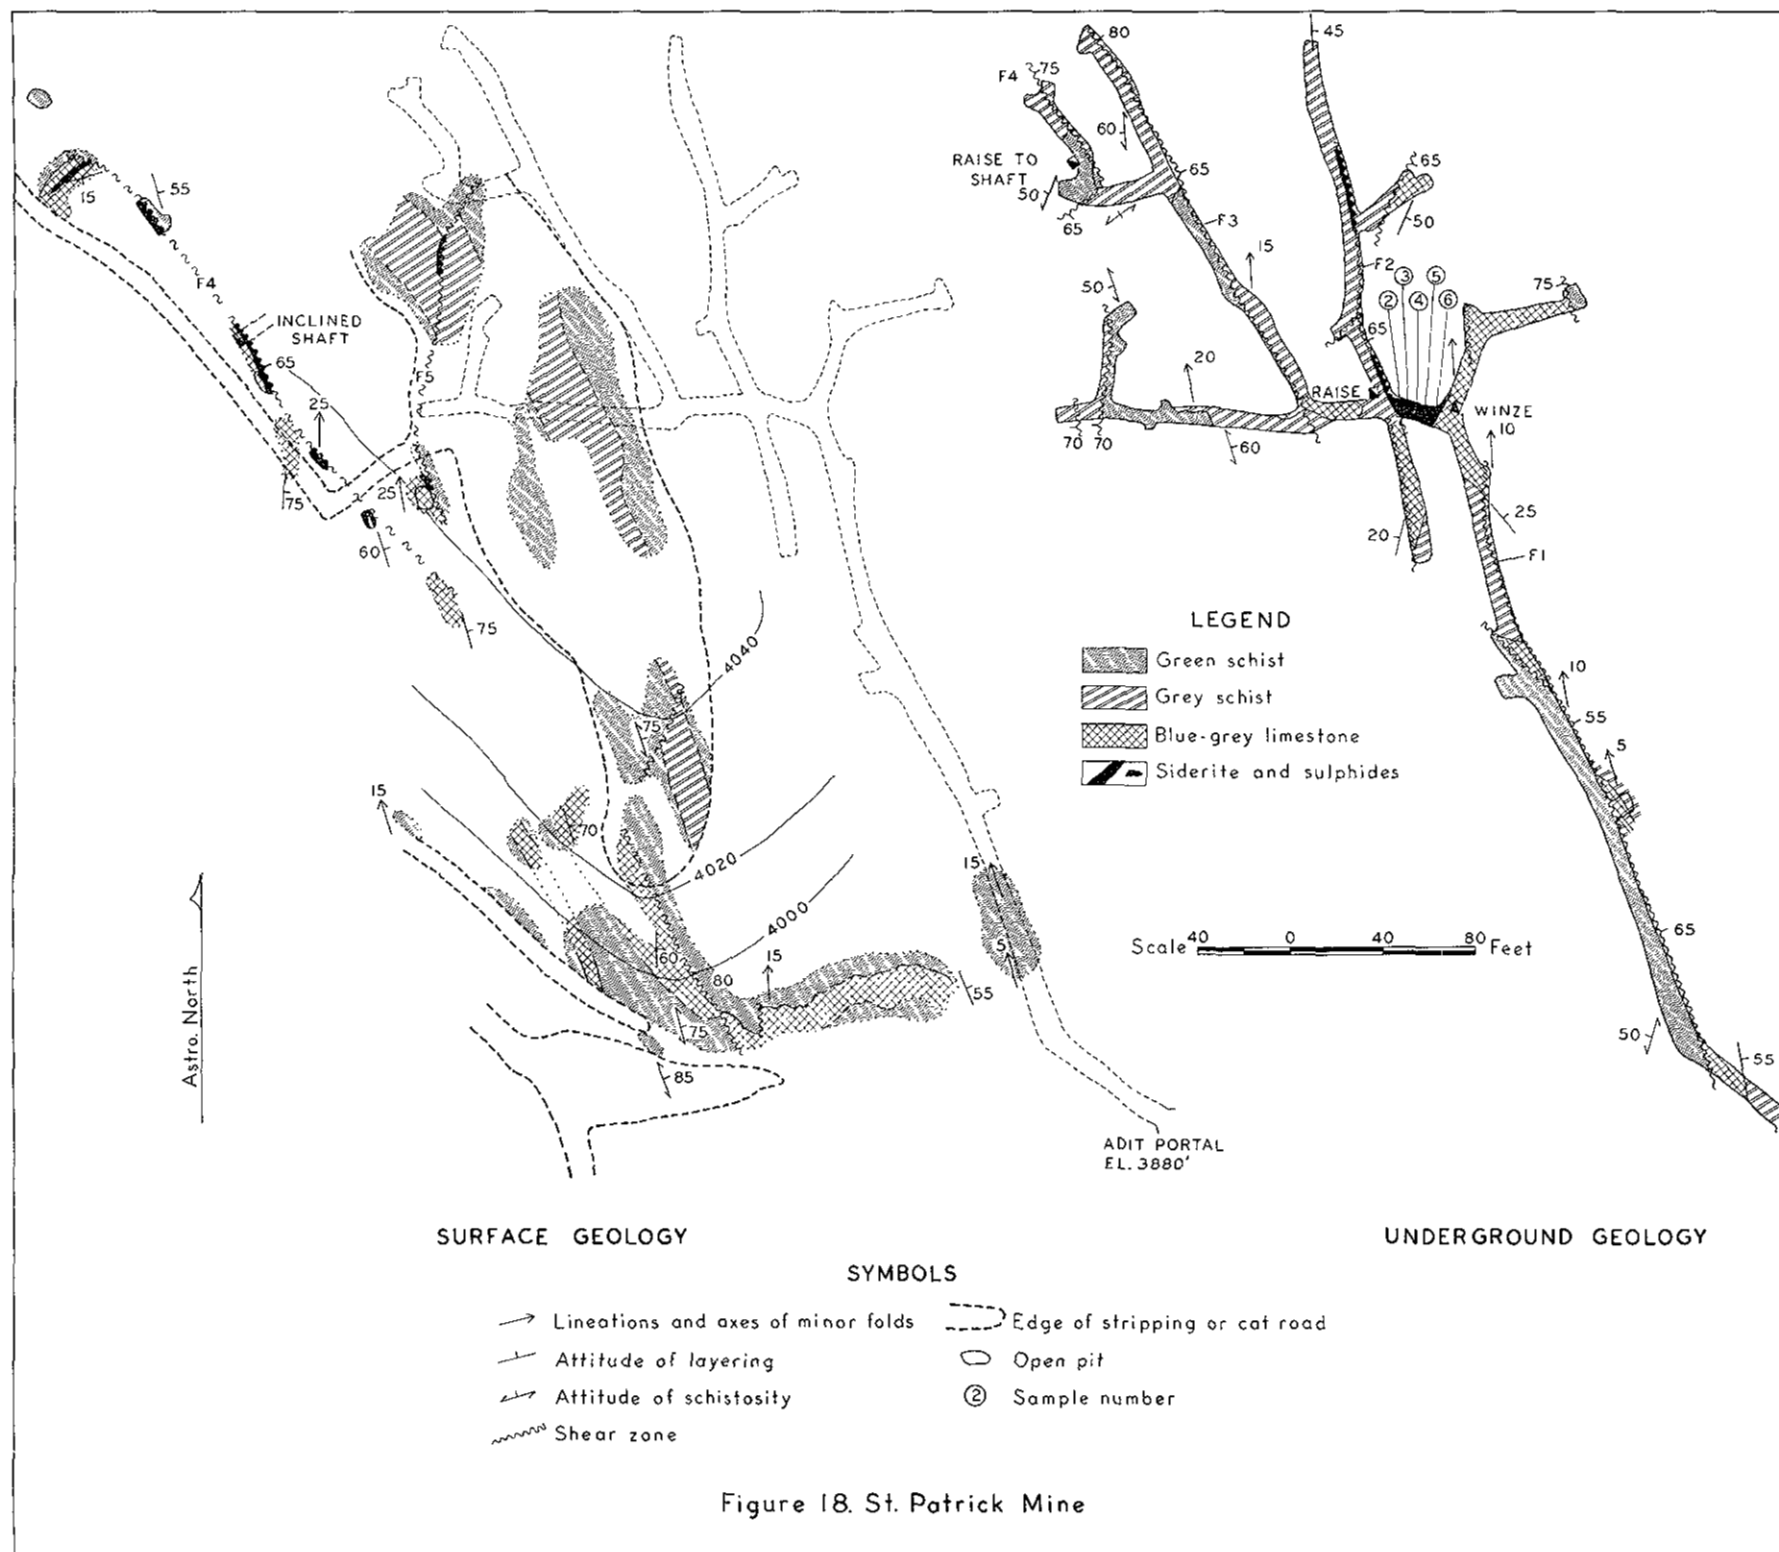 15
55
F4
INCLINED
SHAFT
65
25
75
F5
25
60
75
4040
75
15
70
4020
4000
60
80
15
75
55
85
15
5
Astro. North
ADIT PORTAL
EL. 3880'
80
45
F4
75
60
RAISE TO
SHAFT
50
65
65
F3
15
65
50
F2
3
5
2
4
6
75
50
20
65
RAISE
WINZE
10
70
70
60
25
20
F1
10
55
5
65
50
55
LEGEND
Green schist
Grey schist
Blue-grey limestone
Siderite and sulphides
Scale 40 0 40 80 Feet
SURFACE GEOLOGY
UNDERGROUND GEOLOGY
SYMBOLS
Lineations and axes of minor folds
Edge of stripping or cat road
Attitude of layering
Open pit
Attitude of schistosity
2 Sample number
Shear zone
Figure 18. St. Patrick Mine